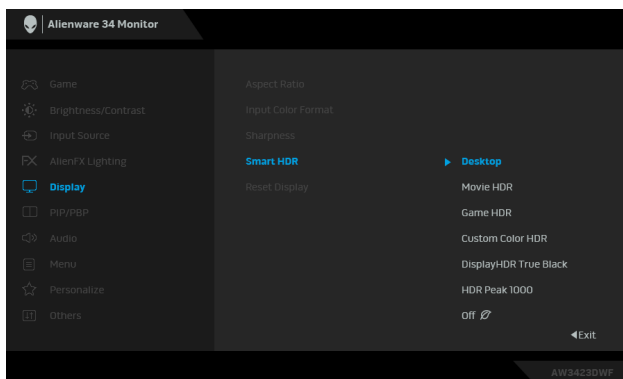 Alienware 34 Monitor
Game
Brightness/Contrast
Input Source
AlienFX Lighting
Display
PIP/PBP
Audio
Menu
Personalize
Others
Aspect Ratio
Input Color Format
Sharpness
Smart HDR
Reset Display
Desktop
Movie HDR
Game HDR
Custom Color HDR
DisplayHDR True Black
HDR Peak 1000
Off
Exit
AW3423DWF